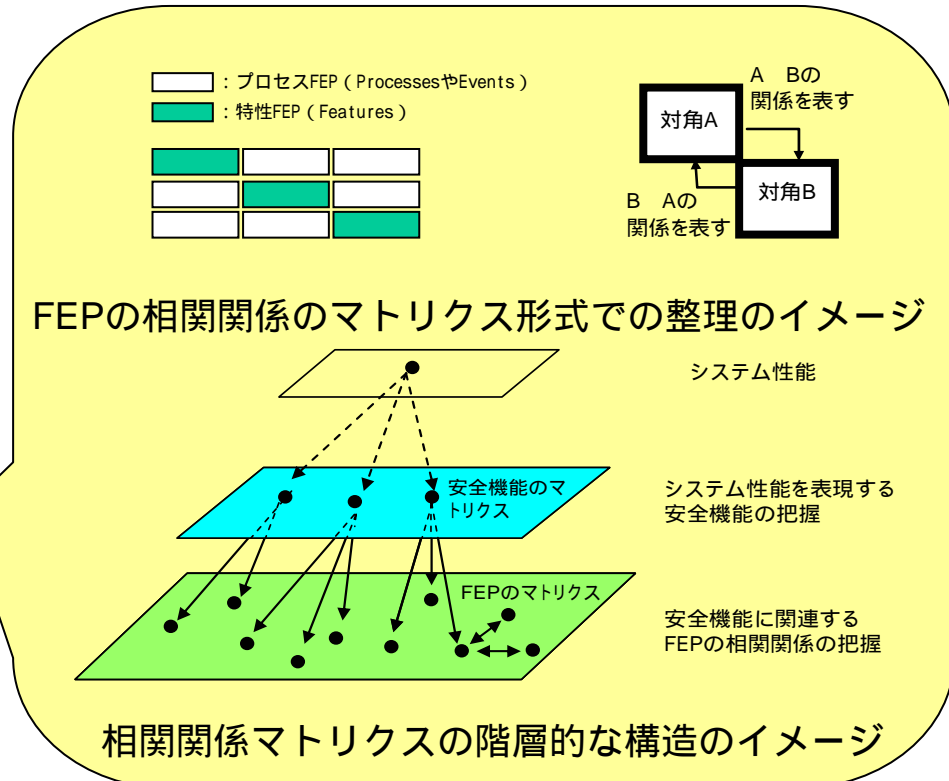 ：プロセスFEP（ProcessesやEvents）
：特性FEP（Features）
A　Bの
関係を表す
対角A
対角B
B　Aの
関係を表す
FEPの相関関係のマトリクス形式での整理のイメージ
システム性能
安全機能のマ
トリクス
システム性能を表現する
安全機能の把握
FEPのマトリクス
安全機能に関連する
FEPの相関関係の把握
相関関係マトリクスの階層的な構造のイメージ